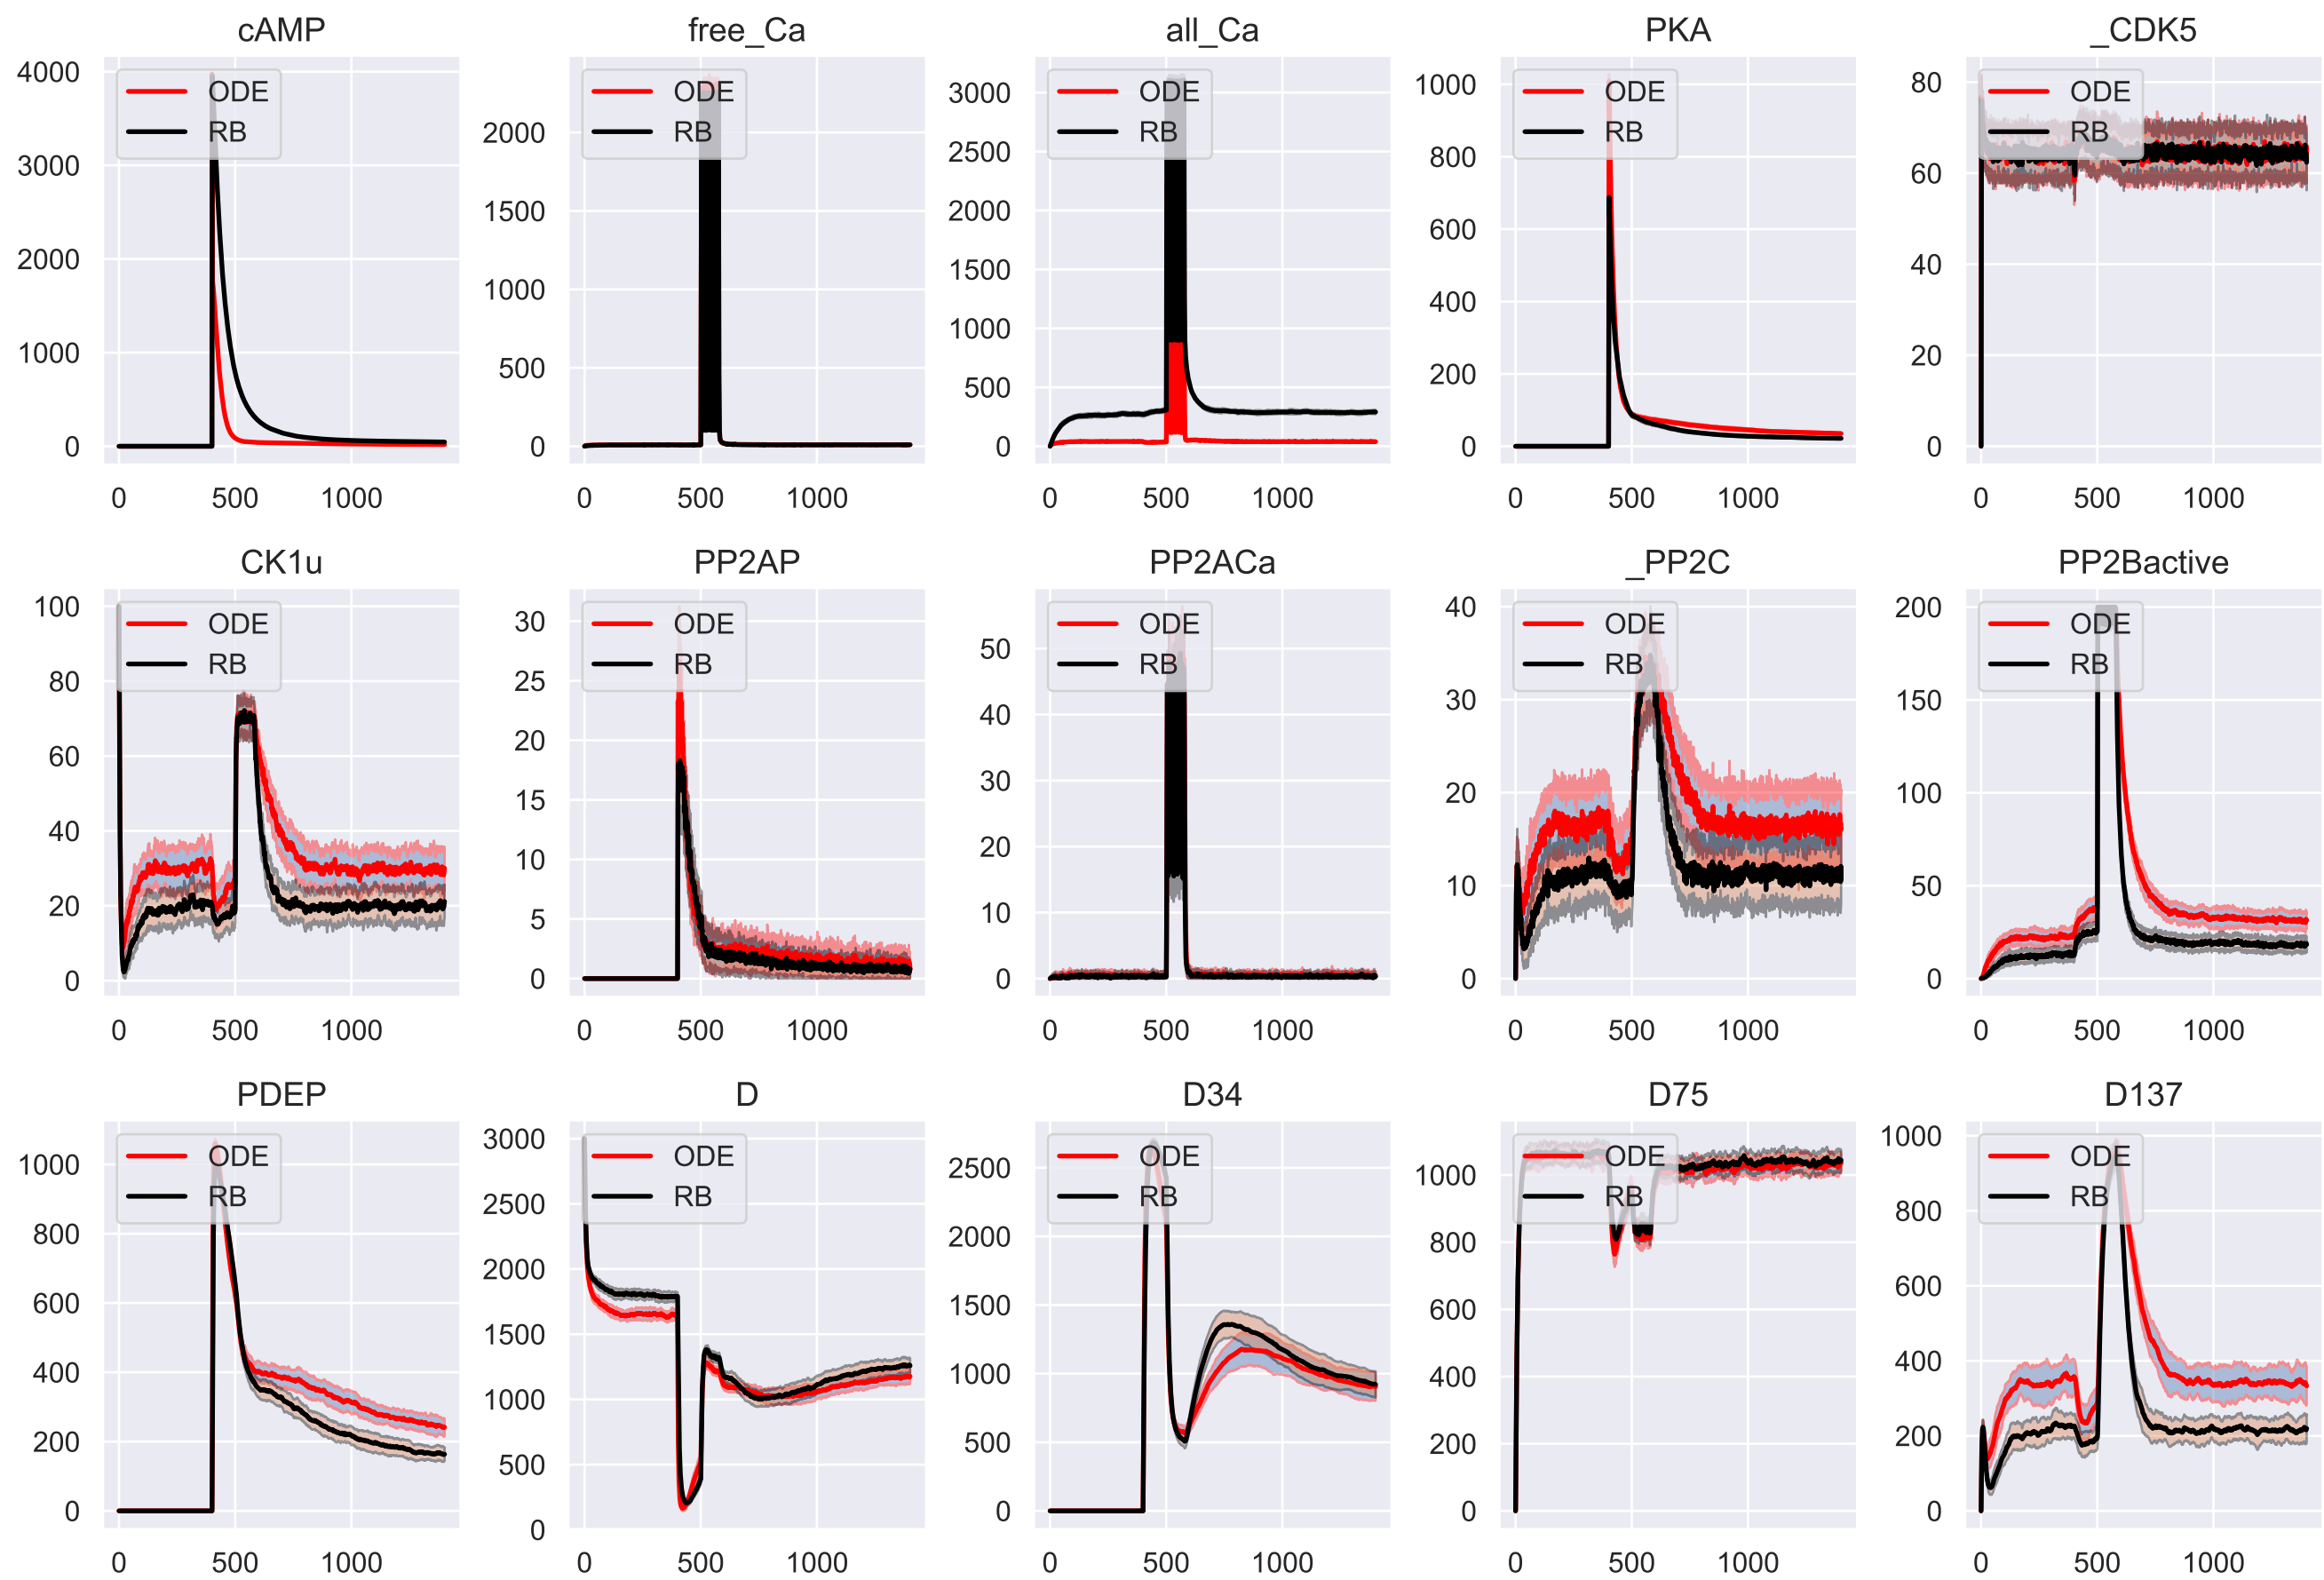 cAMP free_Ca all_Ca PKA _CDK5
4000
3000
2000
1000
0
ODE
RB
0 500 1000
2000
1500
1000
500
0
ODE
RB
0 500 1000
3000
2500
2000
1500
1000
500
0
ODE
RB
0 500 1000
1000
800
600
400
200
0
ODE
RB
0 500 1000
80
60
40
20
0
ODE
RB
0 500 1000
CK1u PP2AP PP2ACa _PP2C PP2Bactive
100
80
60
40
20
0
ODE
RB
0 500 1000
30
25
20
15
10
5
0
ODE
RB
0 500 1000
50
40
30
20
10
0
ODE
RB
0 500 1000
40
30
20
10
0
ODE
RB
0 500 1000
200
150
100
50
0
ODE
RB
0 500 1000
PDEP D D34 D75 D137
1000
800
600
400
200
0
ODE
RB
0 500 1000
3000
2500
2000
1500
1000
500
0
ODE
RB
0 500 1000
2500
2000
1500
1000
500
0
ODE
RB
0 500 1000
1000
800
600
400
200
0
ODE
RB
0 500 1000
1000
800
600
400
200
0
ODE
RB
0 500 1000